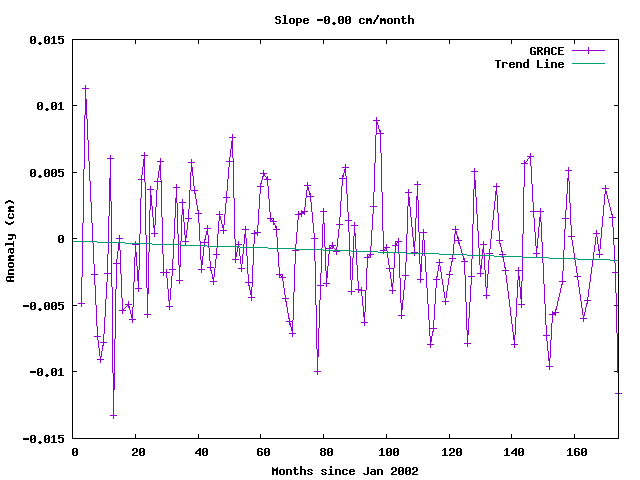 Slope -0.00 cm/month
0.015
GRACE
Trend Line
0.01
0.005
0
-0.005
-0.01
-0.015
Anomaly (cm)
0 20 40 60 80 100 120 140 160
Months since Jan 2002